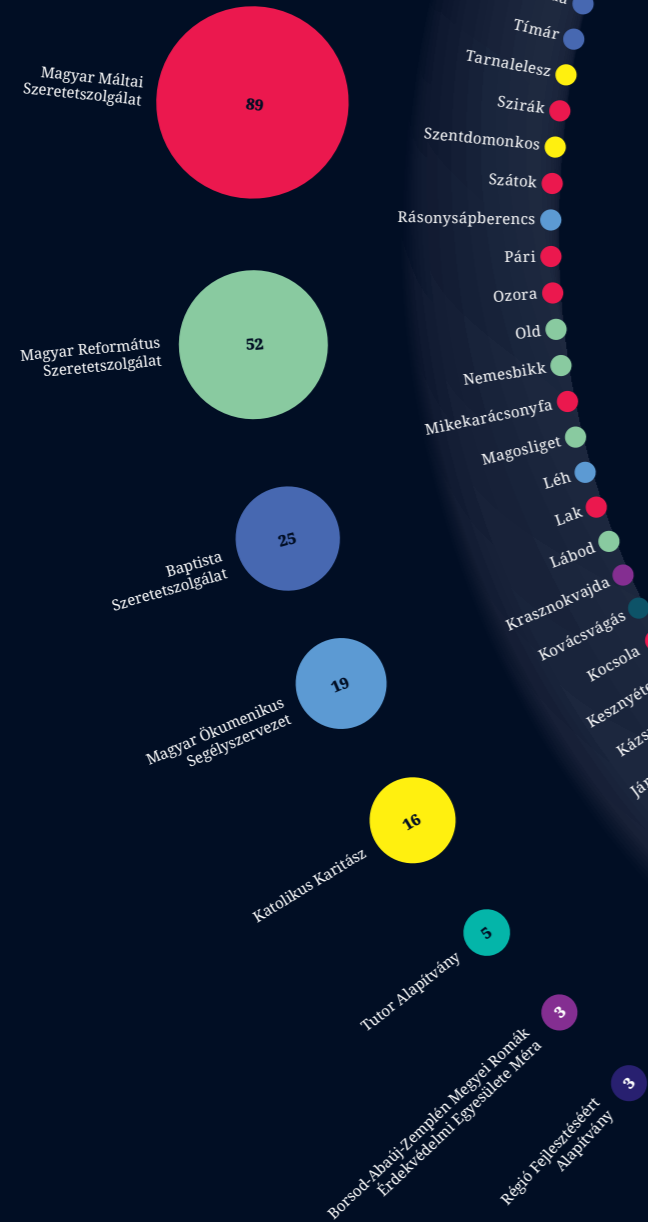 Magyar Máltai
Szeretetszolgálat
89
Magyar Református
Szeretetszolgálat
52
Baptista
Szeretetszolgálat
25
Magyar Ökumenikus
Segélyszervezet
19
Katolikus Karitász
16
Tutor Alapítvány
5
Borsod-Abaúj-Zemplén Megyei Romák
Érdekvédelmi Egyesülete Méra
3
Régió Fejlesztéséért
Alapítvány
3
Tímár
Tarnalelesz
Szirák
Szentdomonkos
Szátok
Rásonysápberencs
Pári
Ozora
Old
Nemesbikk
Mikekarácsonyfa
Magosliget
Léh
Lak
Lábod
Krasznokvajda
Kovácsvágás
Kocsola